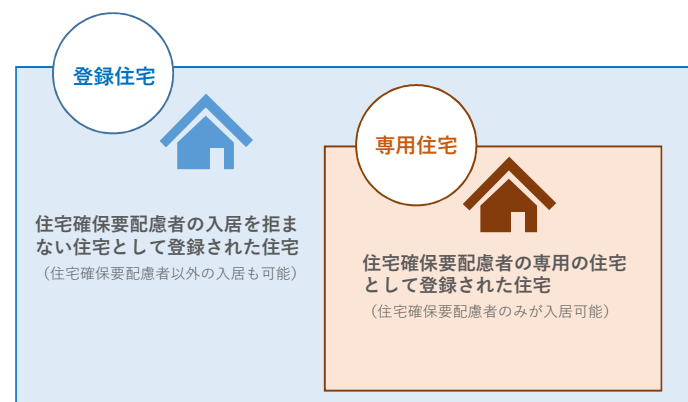 登録住宅
住宅確保要配慮者の入居を拒ま
ない住宅として登録された住宅
（住宅確保要配慮者以外の入居も可能）
専用住宅
住宅確保要配慮者の専用の住宅
として登録された住宅
（住宅確保要配慮者のみが入居可能）